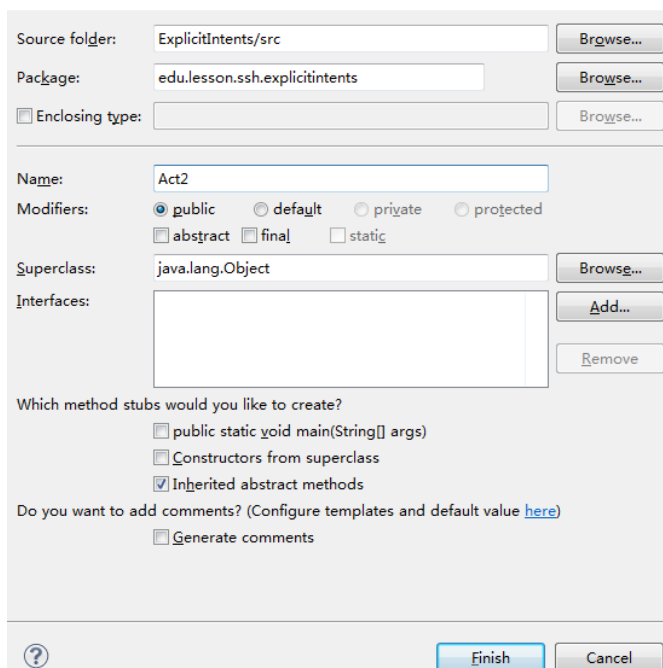 Source folder: ExplicitIntents/src Browse...
Package: edu.lesson.ssh.explicitintents Browse...
Enclosing type: Browse...
Name: Act2
Modifiers: public default private protected
abstract final static
Superclass: java.lang.Object Browse...
Interfaces: Add...
Remove
Which method stubs would you like to create?
public static void main(String[] args)
Constructors from superclass
Inherited abstract methods
Do you want to add comments? (Configure templates and default value here)
Generate comments
? Finish Cancel